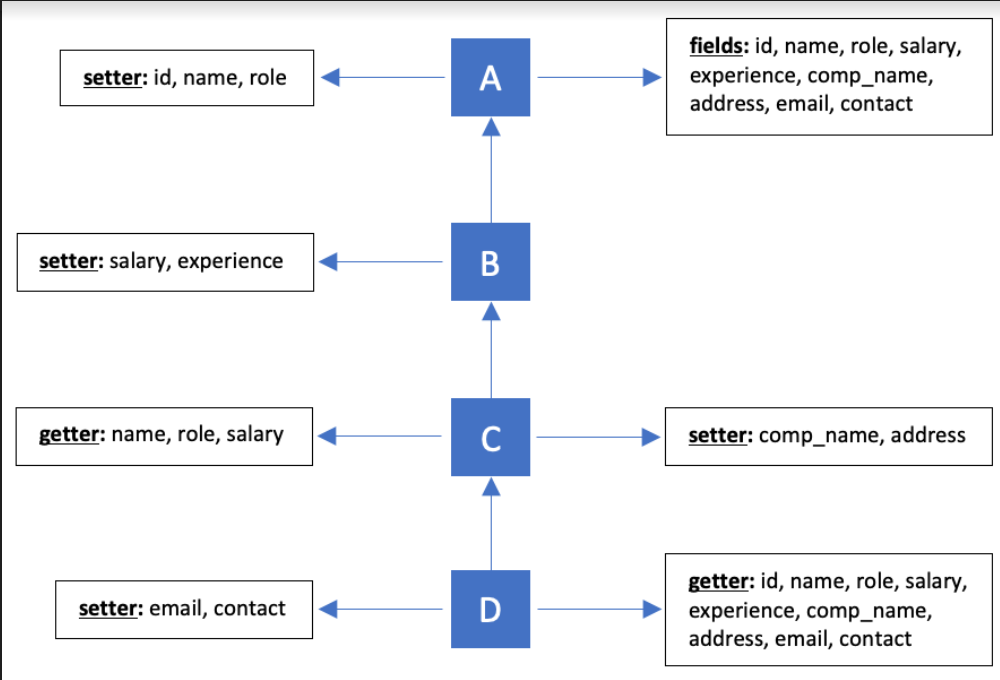 setter: id, name, role
A
fields: id, name, role, salary,
experience, comp_name,
address, email, contact
setter: salary, experience
B
getter: name, role, salary
C
setter: comp_name, address
setter: email, contact
D
getter: id, name, role, salary,
experience, comp_name,
address, email, contact